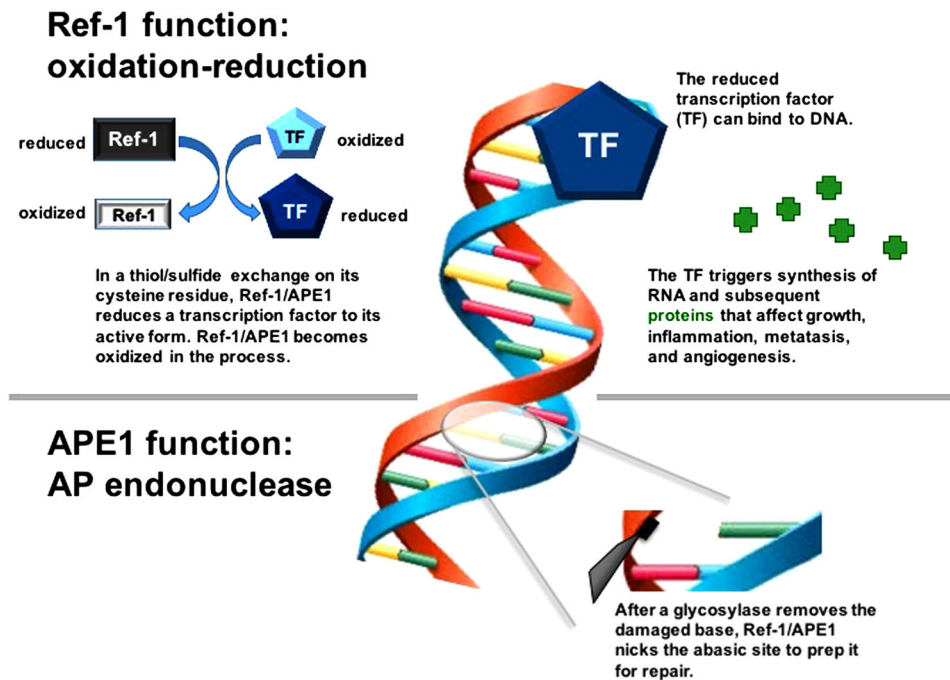 Ref-1 function:
oxidation-reduction
reduced
Ref-1
TF
oxidized
oxidized
Ref-1
TF
reduced
In a thiol/sulfide exchange on its
cysteine residue, Ref-1/APE1
reduces a transcription factor to its
active form. Ref-1/APE1 becomes
oxidized in the process.
TF
The reduced
transcription factor
(TF) can bind to DNA.
The TF triggers synthesis of
RNA and subsequent
proteins that affect growth,
inflammation, metatasis,
and angiogenesis.
APE1 function:
AP endonuclease
After a glycosylase removes the
damaged base, Ref-1/APE1
nicks the abasic site to prep it
for repair.